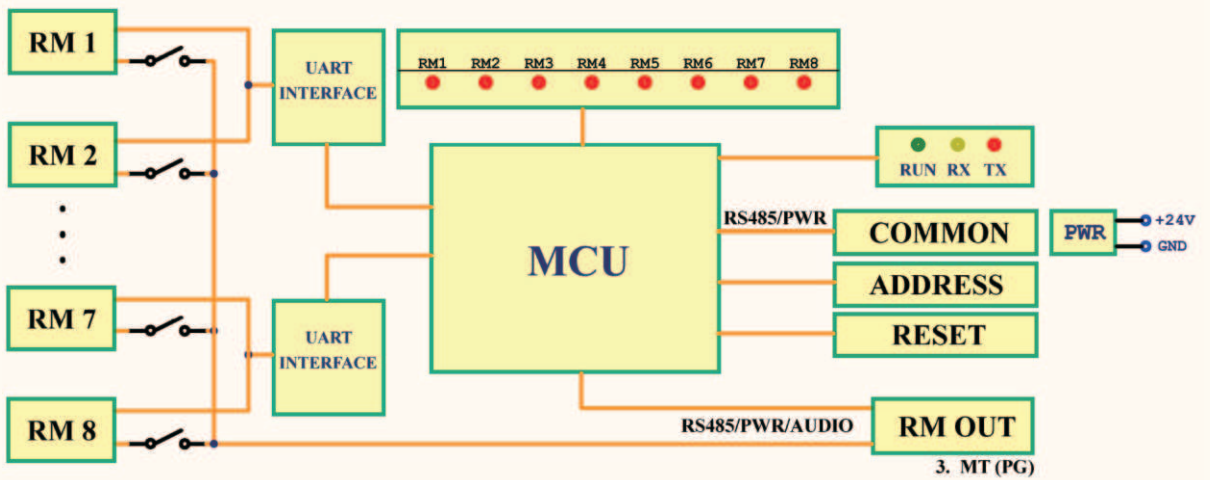 RM 1
UART
INTERFACE
RM1 RM2 RM3 RM4 RM5 RM6 RM7 RM8
RM 2
RUN RX TX
MCU
RS485/PWR
COMMON
PWR
+24V
GND
ADDRESS
RESET
RM 7
UART
INTERFACE
RM 8
RS485/PWR/AUDIO
RM OUT
3. MT (PG)